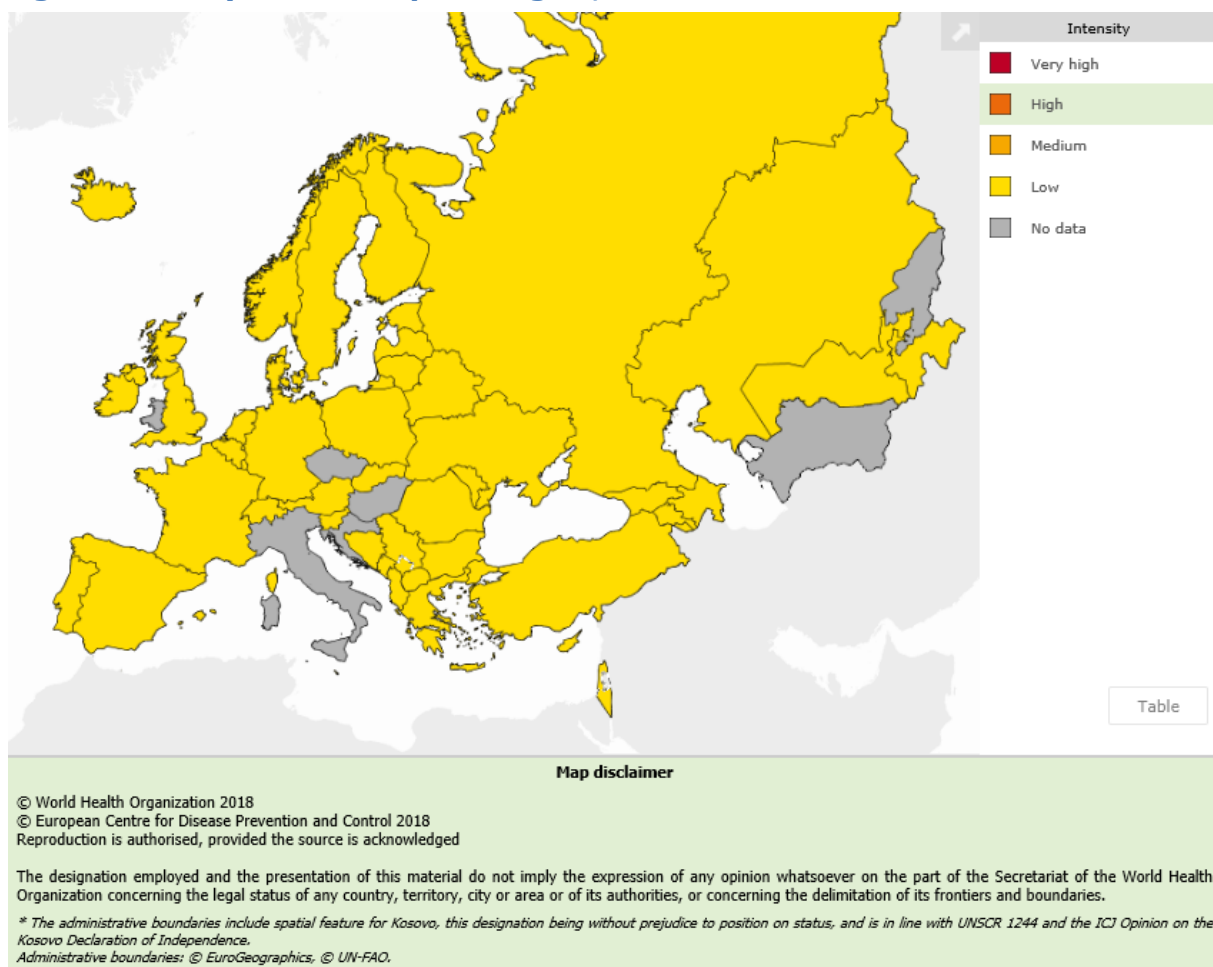 Intensity
Very high
High
Medium
Low
No data
Table
Map disclaimer
© World Health Organization 2018
© European Centre for Disease Prevention and Control 2018
Reproduction is authorised, provided the source is acknowledged
The designation employed and the presentation of this material do not imply the expression of any opinion whatsoever on the part of the Secretariat of the World Health
Organization concerning the legal status of any country, territory, city or area or of its authorities, or concerning the delimitation of its frontiers and boundaries.
* The administrative boundaries include spatial feature for Kosovo, this designation being without prejudice to position on status, and is in line with UNSCR 1244 and the ICJ Opinion on the
Kosovo Declaration of Independence.
Administrative boundaries: © EuroGeographics, © UN-FAO.